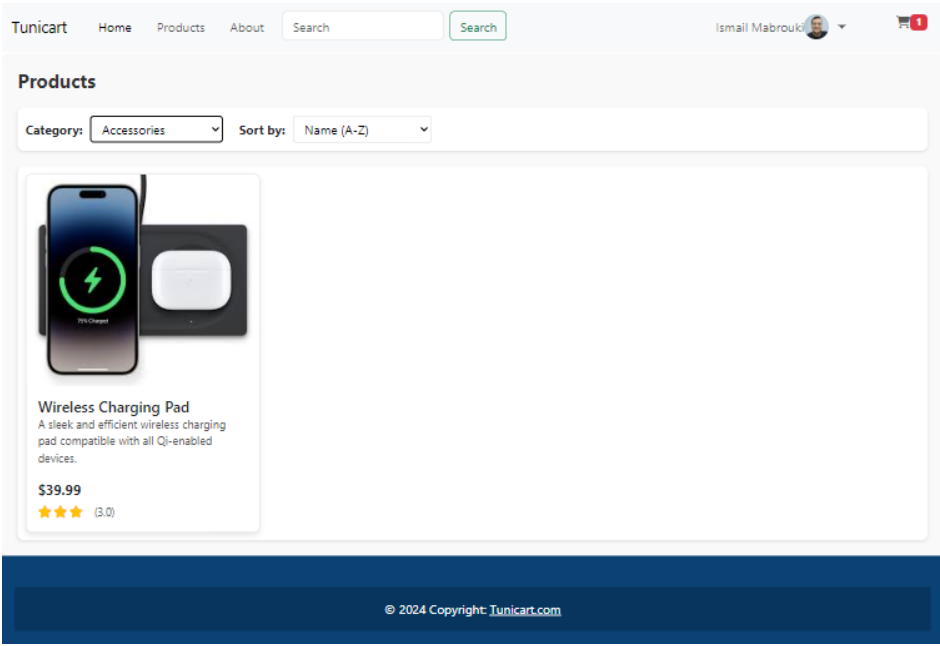 Tunicart Home Products About Search Search Ismail Mabrouki 1
Products
Category: Accessories Sort by: Name (A-Z)
75% Charged
Wireless Charging Pad
A sleek and efficient wireless charging
pad compatible with all Qi-enabled
devices.
$39.99
(3.0)
© 2024 Copyright: Tunicart.com